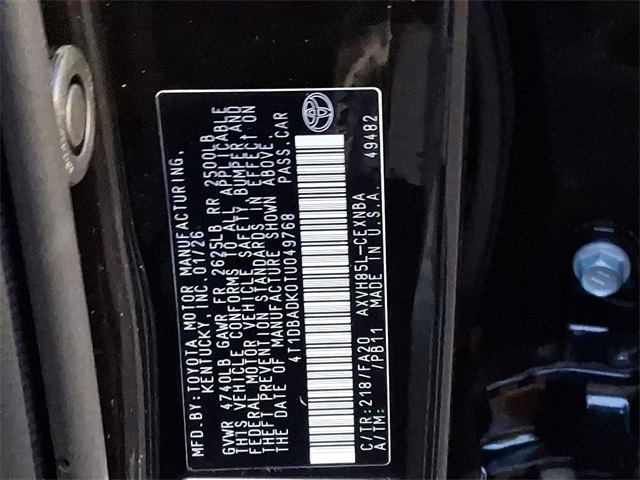 MFD.BY:TOYOTA MOTOR MANUFACTURING,
KENTUCKY, INC. 01/26
GVWR 4740LB GAWR FR 2625LB RR 2500LB
THIS VEHICLE CONFORMS TO ALL APPLICABLE
FEDERAL MOTOR VEHICLE SAFETY, BUMPER, AND
THEFT PREVENTION STANDARDS IN EFFECT ON
THE DATE OF MANUFACTURE SHOWN ABOVE.
4T1DBADK0TU049768 PASS.CAR
C/TR:218/FA20 AXVH85L-CEXNBA
A/TM: /PB11 MADE IN U.S.A. 49482